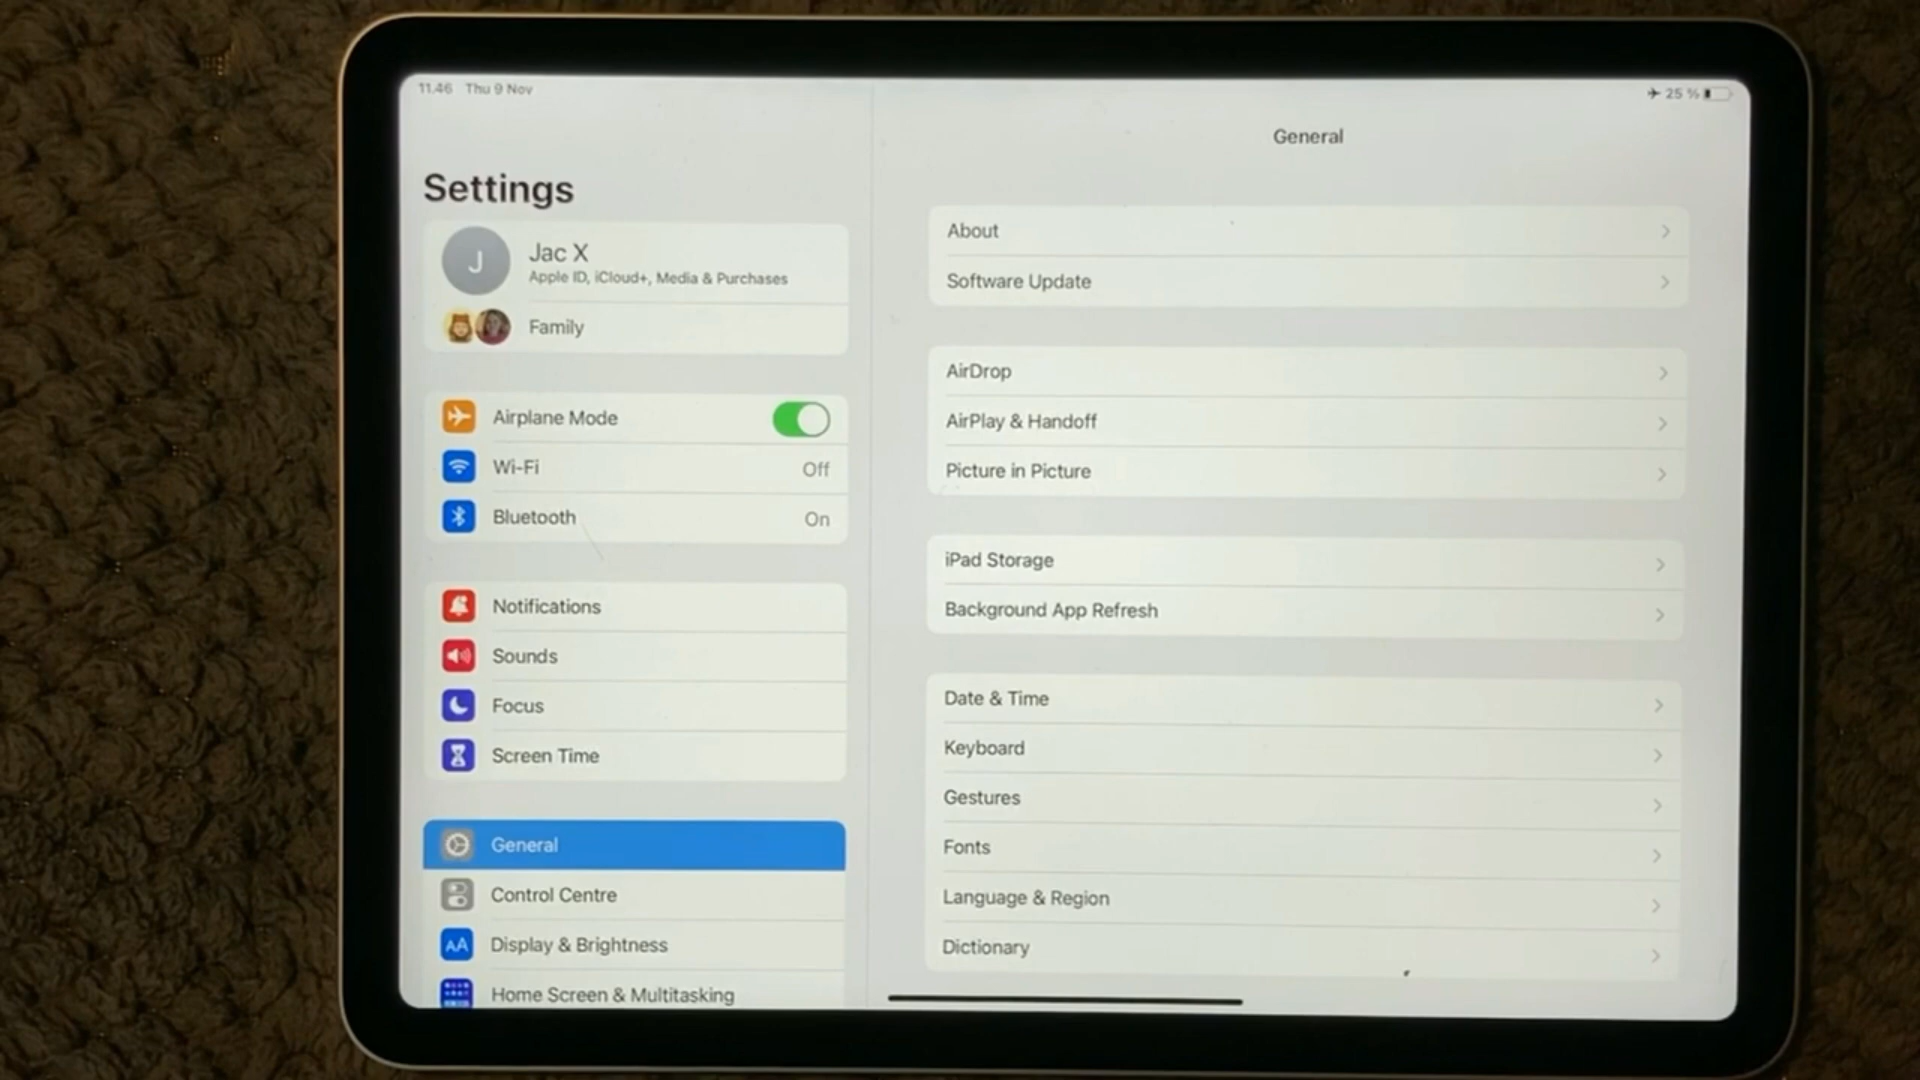 11.46 Thu 9 Nov
25 %
Settings
J
Jac X
Apple ID, iCloud+, Media & Purchases
Family
Airplane Mode
Wi-Fi
Off
Bluetooth
On
Notifications
Sounds
Focus
Screen Time
General
Control Centre
AA
Display & Brightness
Home Screen & Multitasking
General
About
Software Update
AirDrop
AirPlay & Handoff
Picture in Picture
iPad Storage
Background App Refresh
Date & Time
Keyboard
Gestures
Fonts
Language & Region
Dictionary